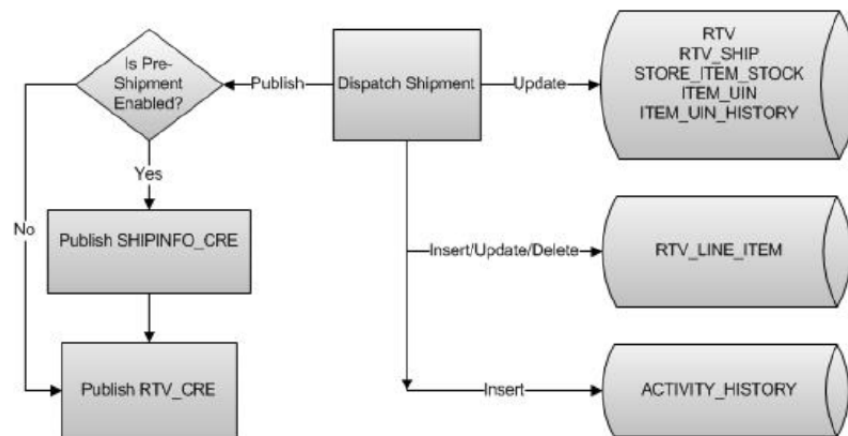 Is Pre-
Shipment
Enabled?
Publish
Dispatch Shipment
Update
RTV
RTV_SHIP
STORE_ITEM_STOCK
ITEM_UIN
ITEM_UIN_HISTORY
Yes
No
Publish SHIPINFO_CRE
Insert/Update/Delete
RTV_LINE_ITEM
Publish RTV_CRE
Insert
ACTIVITY_HISTORY